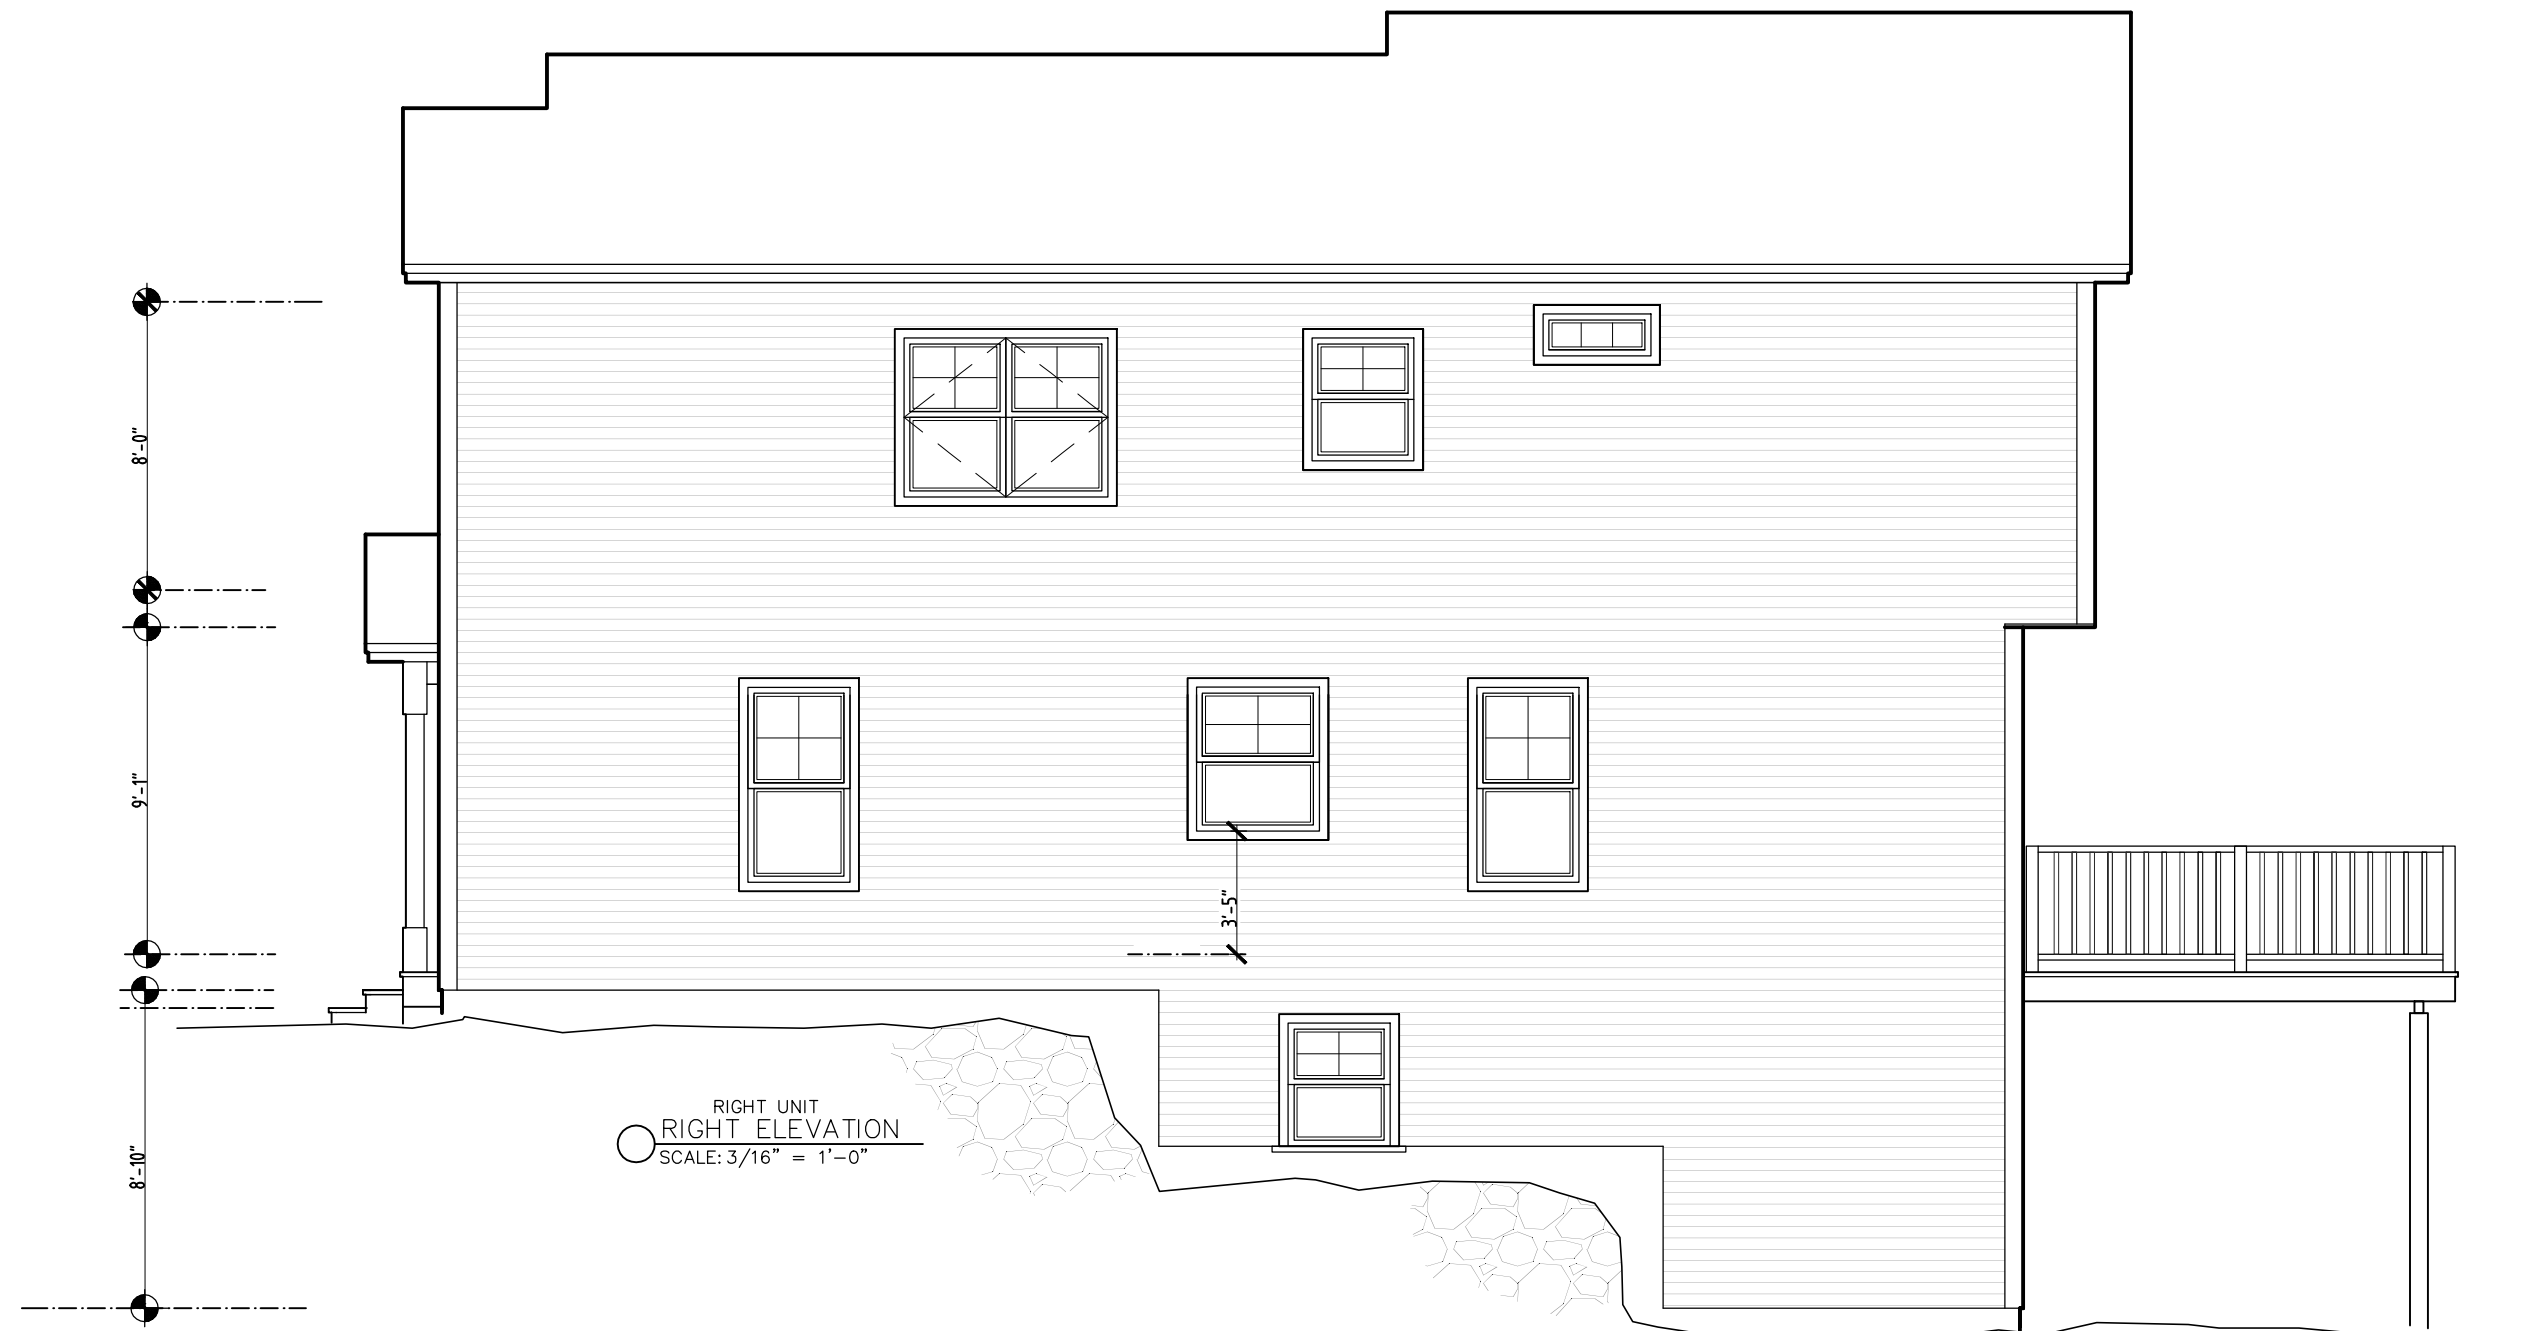 8'-0"
9'-1"
3'-5"
8'-10"
RIGHT UNIT
RIGHT ELEVATION
SCALE: 3/16" = 1'-0"